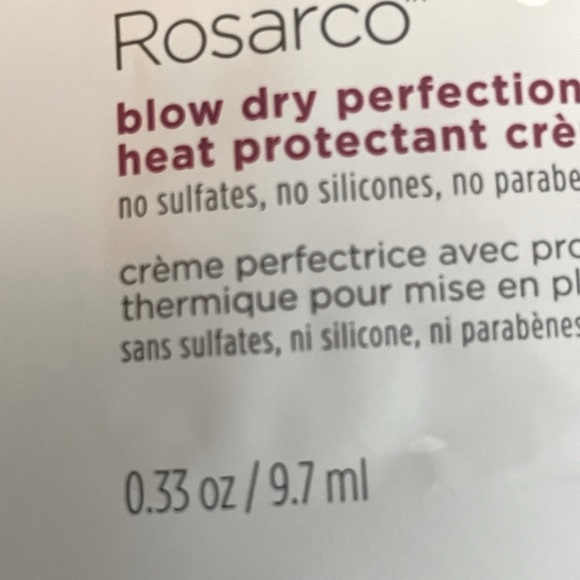 Rosarco
blow dry perfection
heat protectant crè
no sulfates, no silicones, no parabe
crème perfectrice avec pro
thermique pour mise en pl
sans sulfates, ni silicone, ni parabènes
0.33 oz / 9.7 ml